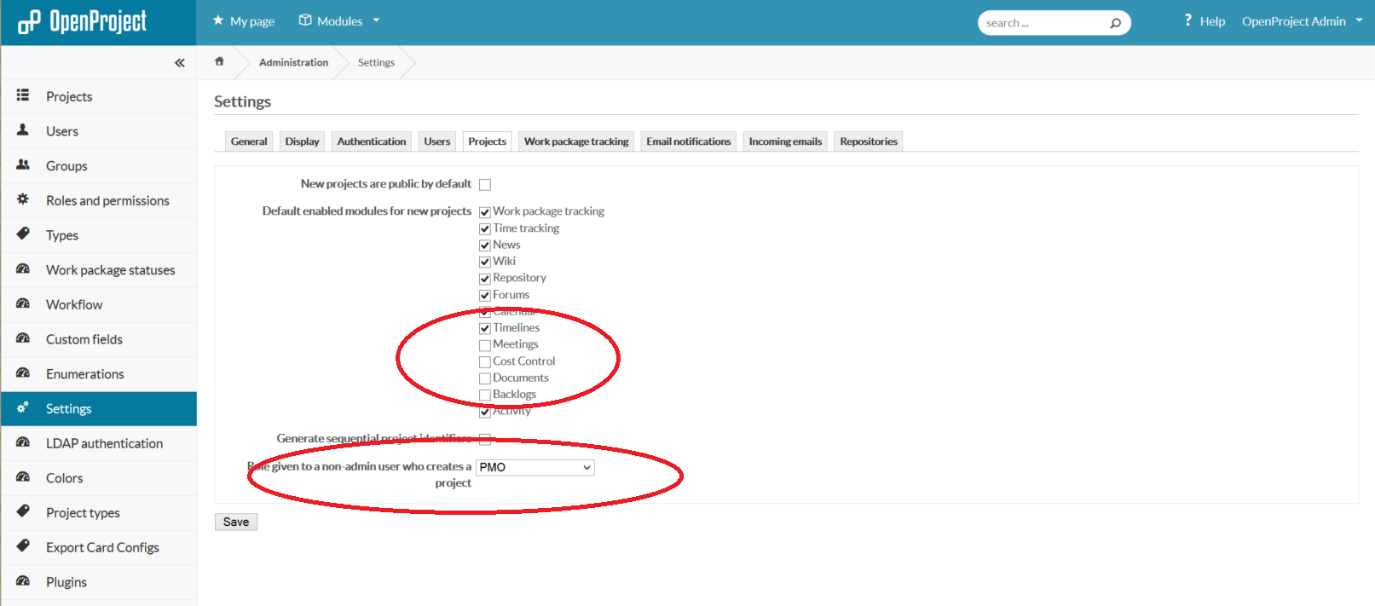 OpenProject
My page
Modules
search ...
? Help
OpenProject Admin
«
Administration
Settings
Projects
Users
Groups
Roles and permissions
Types
Work package statuses
Workflow
Custom fields
Enumerations
Settings
LDAP authentication
Colors
Project types
Export Card Configs
Plugins
Settings
General
Display
Authentication
Users
Projects
Work package tracking
Email notifications
Incoming emails
Repositories
New projects are public by default
Default enabled modules for new projects
Work package tracking
Time tracking
News
Wiki
Repository
Forums
Calendar
Timelines
Meetings
Cost Control
Documents
Backlogs
Activity
Generate sequential project identifiers
Role given to a non-admin user who creates a
project
PMO
Save